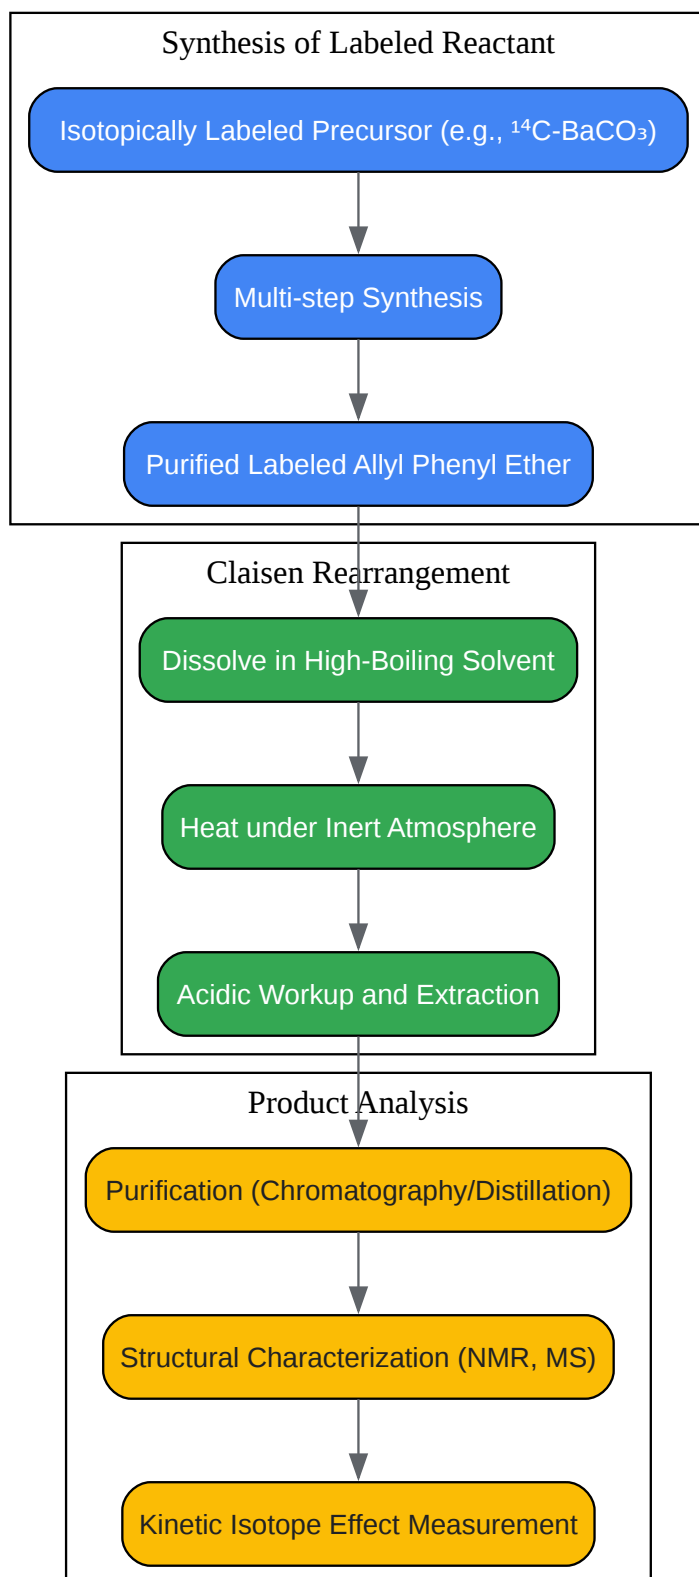 Synthesis of Labeled Reactant
Isotopically Labeled Precursor (e.g., ¹⁴C-BaCO₃)
Multi-step Synthesis
Purified Labeled Allyl Phenyl Ether
Claisen Rearrangement
Dissolve in High-Boiling Solvent
Heat under Inert Atmosphere
Acidic Workup and Extraction
Product Analysis
Purification (Chromatography/Distillation)
Structural Characterization (NMR, MS)
Kinetic Isotope Effect Measurement